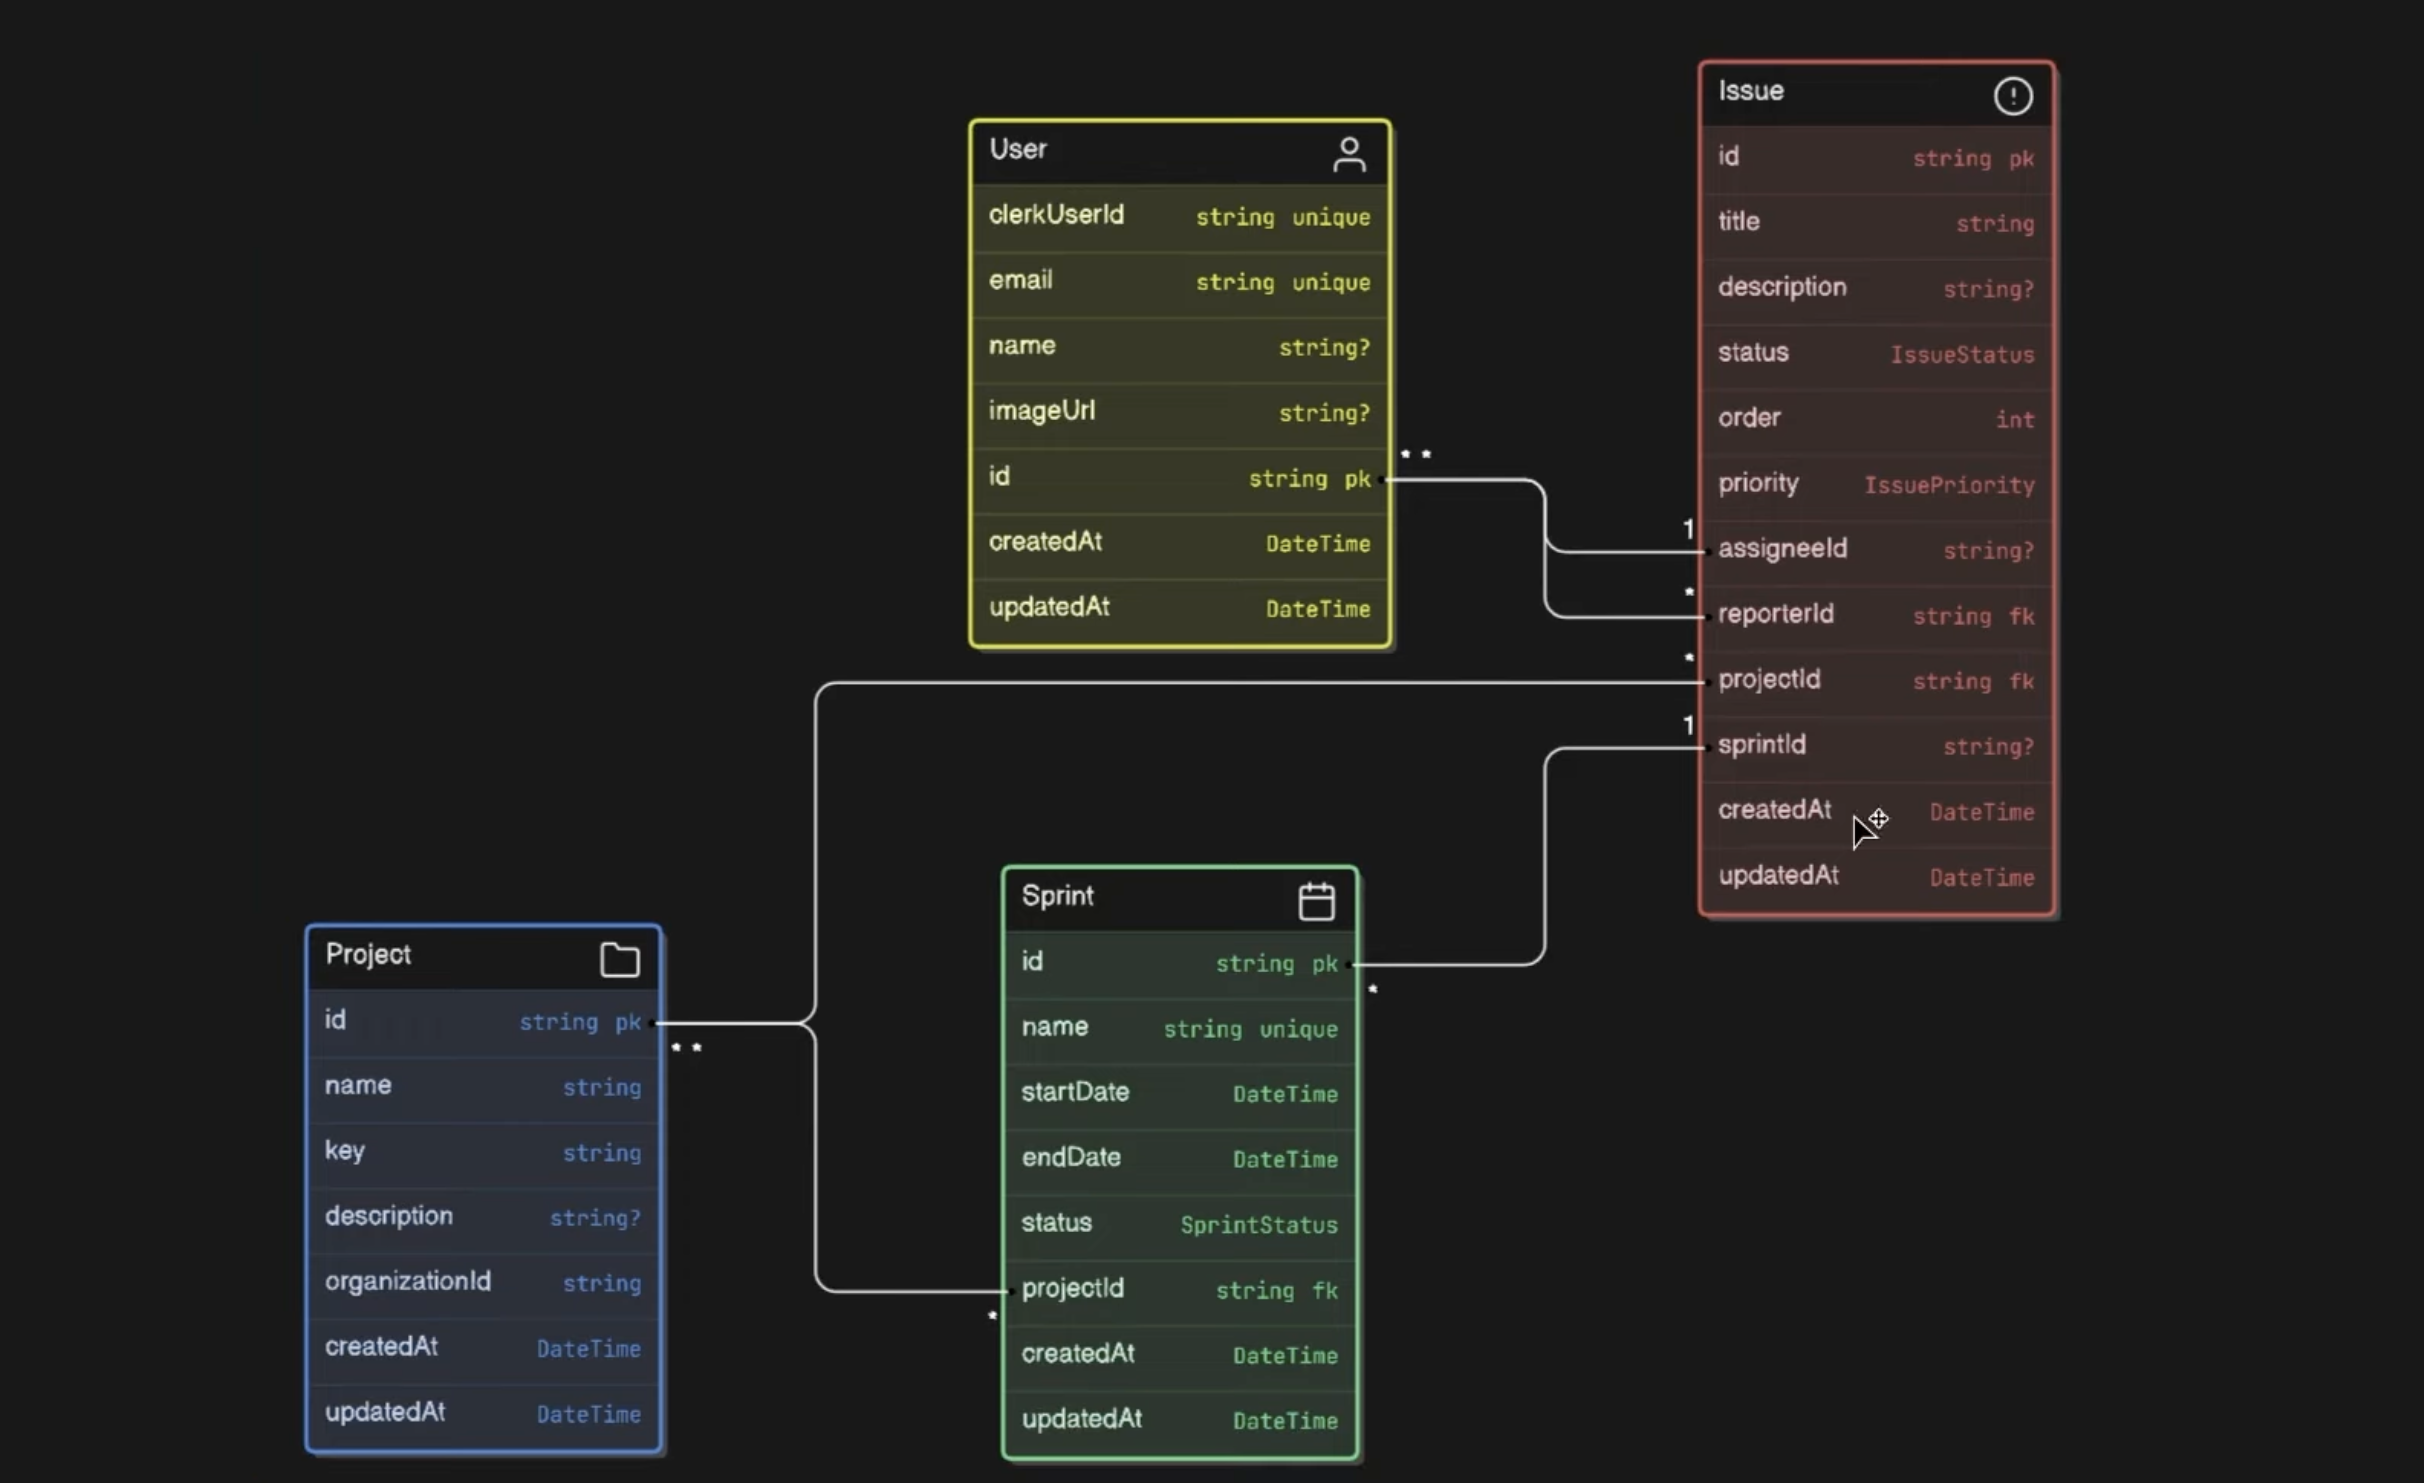 User
clerkUserId string unique
email string unique
name string?
imageUrl string?
id string pk
createdAt DateTime
updatedAt DateTime
* *
Issue
id string pk
title string
description string?
status IssueStatus
order int
priority IssuePriority
1
assigneeId string?
*
reporterId string fk
*
projectId string fk
1
sprintId string?
createdAt DateTime
updatedAt DateTime
Project
id string pk
* *
name string
key string
description string?
organizationId string
createdAt DateTime
updatedAt DateTime
Sprint
id string pk
*
name string unique
startDate DateTime
endDate DateTime
status SprintStatus
projectId string fk
*
createdAt DateTime
updatedAt DateTime